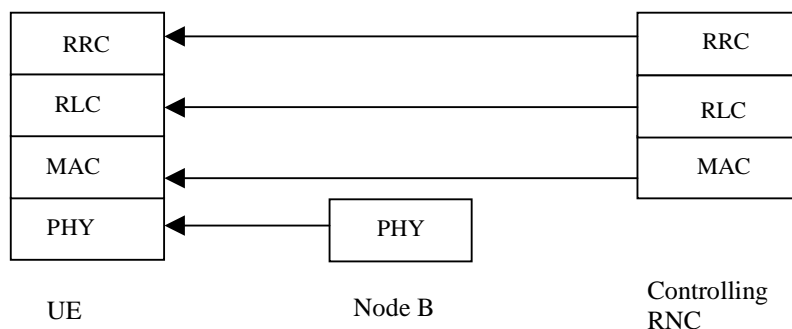 RRC RRC
RLC RLC
MAC MAC
PHY PHY
UE Node B Controlling
RNC